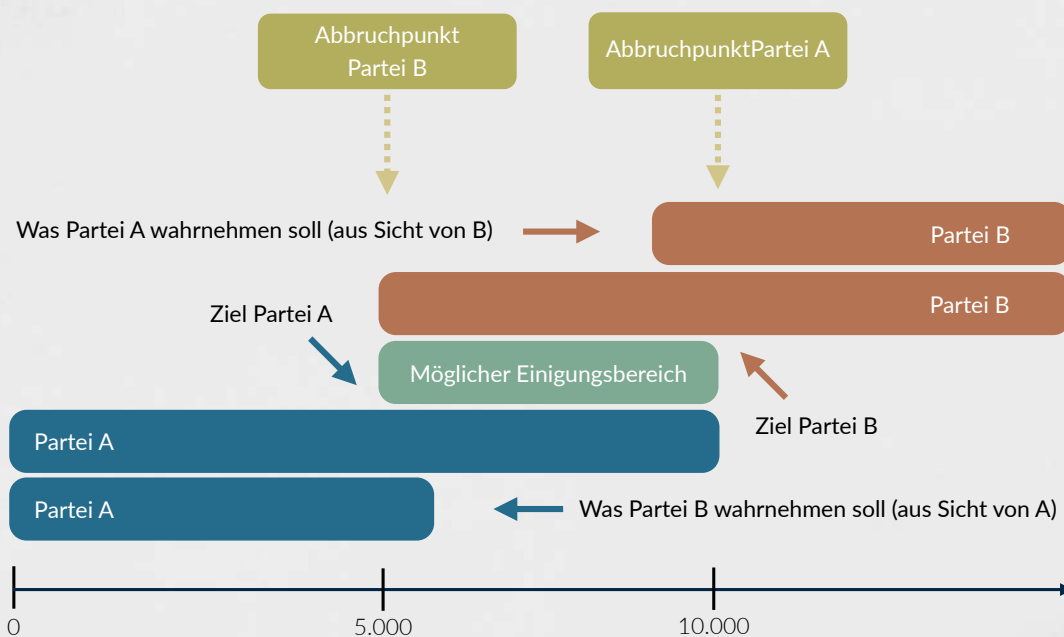 Abbruchpunkt
Partei B
AbbruchpunktPartei A
Was Partei A wahrnehmen soll (aus Sicht von B)
Partei B
Partei B
Ziel Partei A
Möglicher Einigungsbereich
Ziel Partei B
Partei A
Partei A
Was Partei B wahrnehmen soll (aus Sicht von A)
0
5.000
10.000